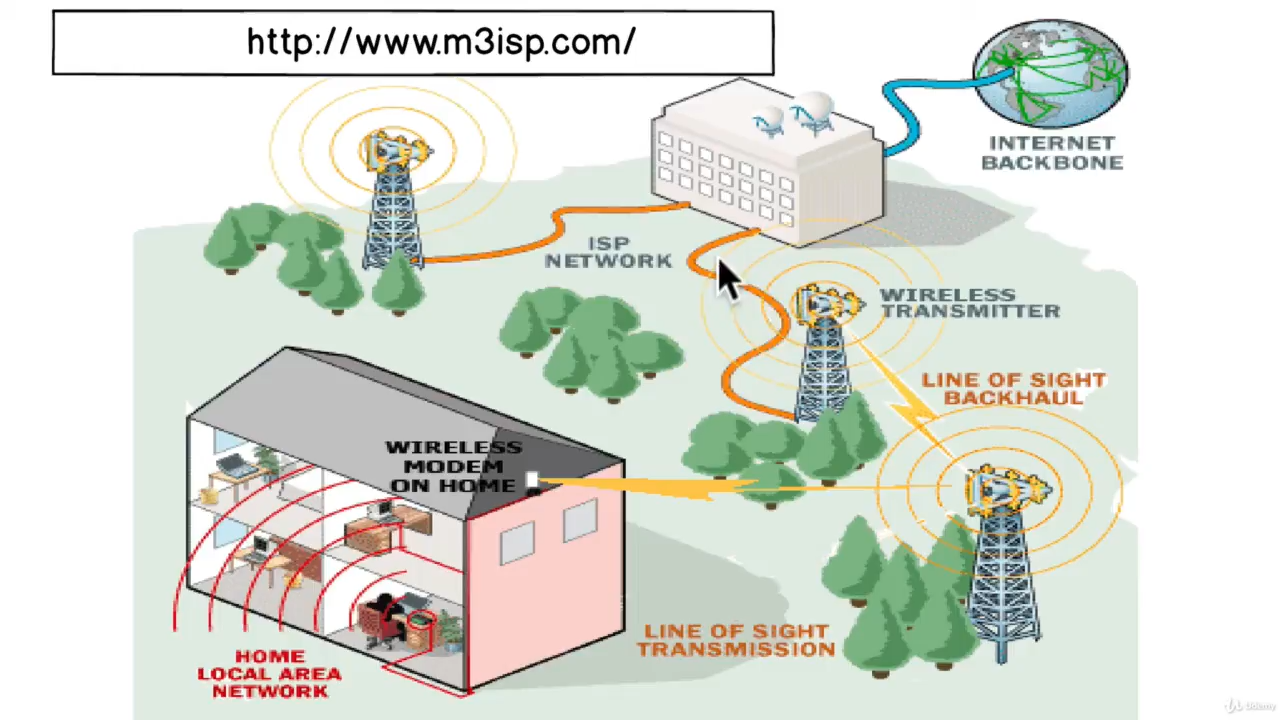 http://www.m3isp.com/
INTERNET
BACKBONE
ISP
NETWORK
WIRELESS
TRANSMITTER
LINE OF SIGHT
BACKHAUL
WIRELESS
MODEM
ON HOME
LINE OF SIGHT
TRANSMISSION
HOME
LOCAL AREA
NETWORK
Udemy